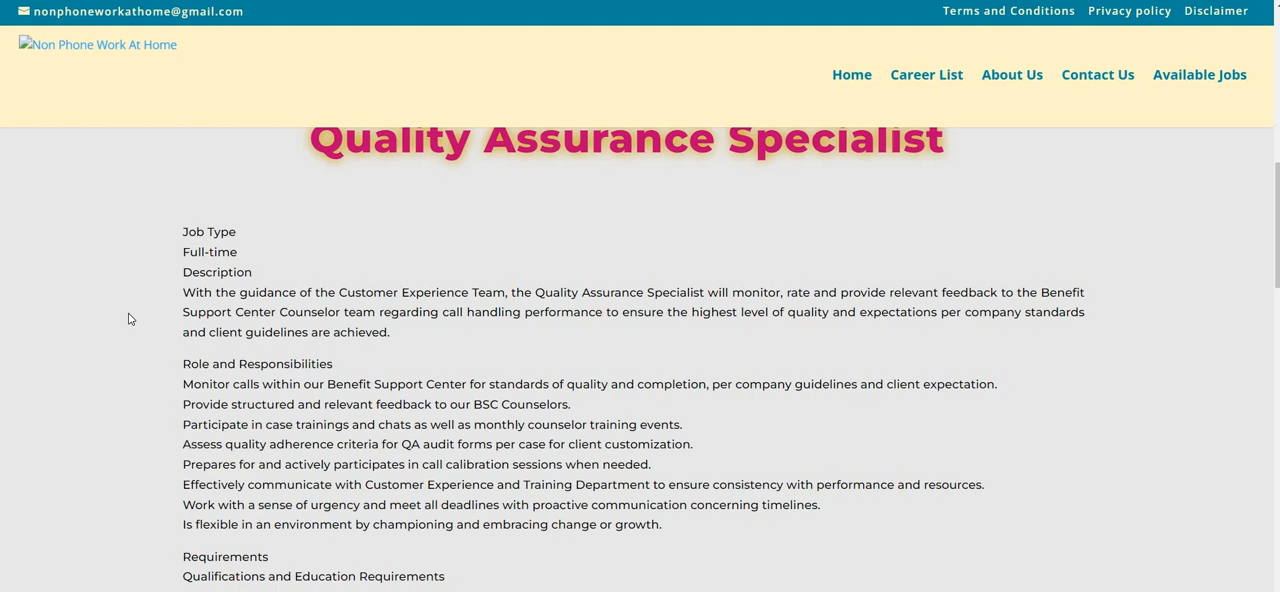 nonphoneworkathome@gmail.com
Terms and Conditions Privacy policy Disclaimer
Non Phone Work At Home
Home Career List About Us Contact Us Available Jobs
Quality Assurance Specialist
Job Type
Full-time
Description
With the guidance of the Customer Experience Team, the Quality Assurance Specialist will monitor, rate and provide relevant feedback to the Benefit
Support Center Counselor team regarding call handling performance to ensure the highest level of quality and expectations per company standards
and client guidelines are achieved.
Role and Responsibilities
Monitor calls within our Benefit Support Center for standards of quality and completion, per company guidelines and client expectation.
Provide structured and relevant feedback to our BSC Counselors.
Participate in case trainings and chats as well as monthly counselor training events.
Assess quality adherence criteria for QA audit forms per case for client customization.
Prepares for and actively participates in call calibration sessions when needed.
Effectively communicate with Customer Experience and Training Department to ensure consistency with performance and resources.
Work with a sense of urgency and meet all deadlines with proactive communication concerning timelines.
Is flexible in an environment by championing and embracing change or growth.
Requirements
Qualifications and Education Requirements